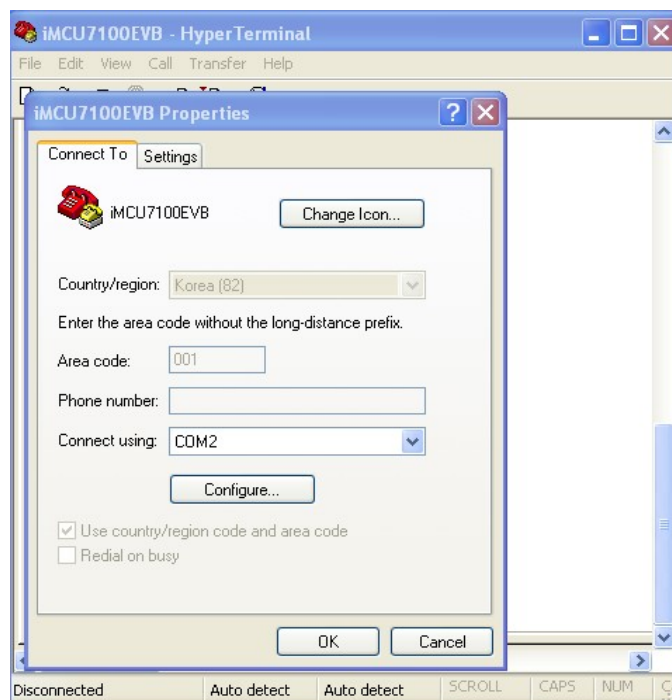 iMCU7100EVB - HyperTerminal
File Edit View Call Transfer Help
iMCU7100EVB Properties
Connect To Settings
iMCU7100EVB Change Icon...
Country/region: Korea (82)
Enter the area code without the long-distance prefix.
Area code: 001
Phone number:
Connect using: COM2
Configure...
Use country/region code and area code
Redial on busy
OK Cancel
Disconnected Auto detect Auto detect SCROLL CAPS NUM